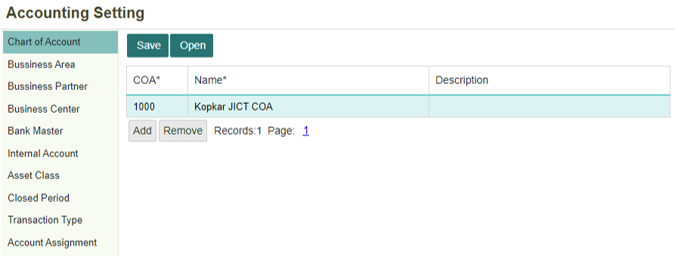 Accounting Setting
Chart of Account
Bussiness Area
Bussiness Partner
Business Center
Bank Master
Internal Account
Asset Class
Closed Period
Transaction Type
Account Assignment
Save Open
COA* Name* Description
1000 Kopkar JICT COA
Add Remove Records:1 Page: 1